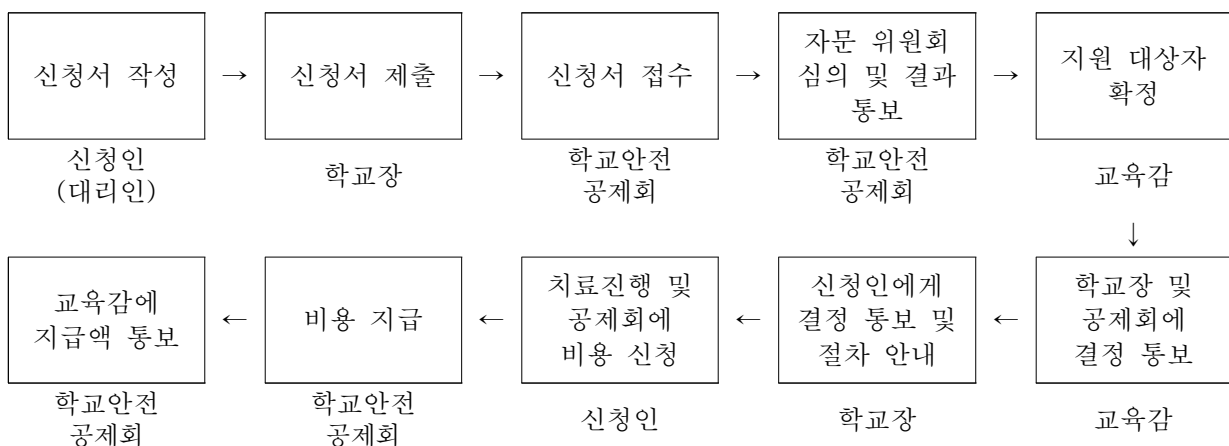 신청서 작성
→
신청서 제출
→
신청서 접수
→
자문 위원회
심의 및 결과
통보
→
지원 대상자
확정
신청인
(대리인)
학교장
학교안전
공제회
학교안전
공제회
교육감
↓
교육감에
지급액 통보
←
비용 지급
←
치료진행 및
공제회에
비용 신청
←
신청인에게
결정 통보 및
절차 안내
←
학교장 및
공제회에
결정 통보
학교안전
공제회
학교안전
공제회
신청인
학교장
교육감